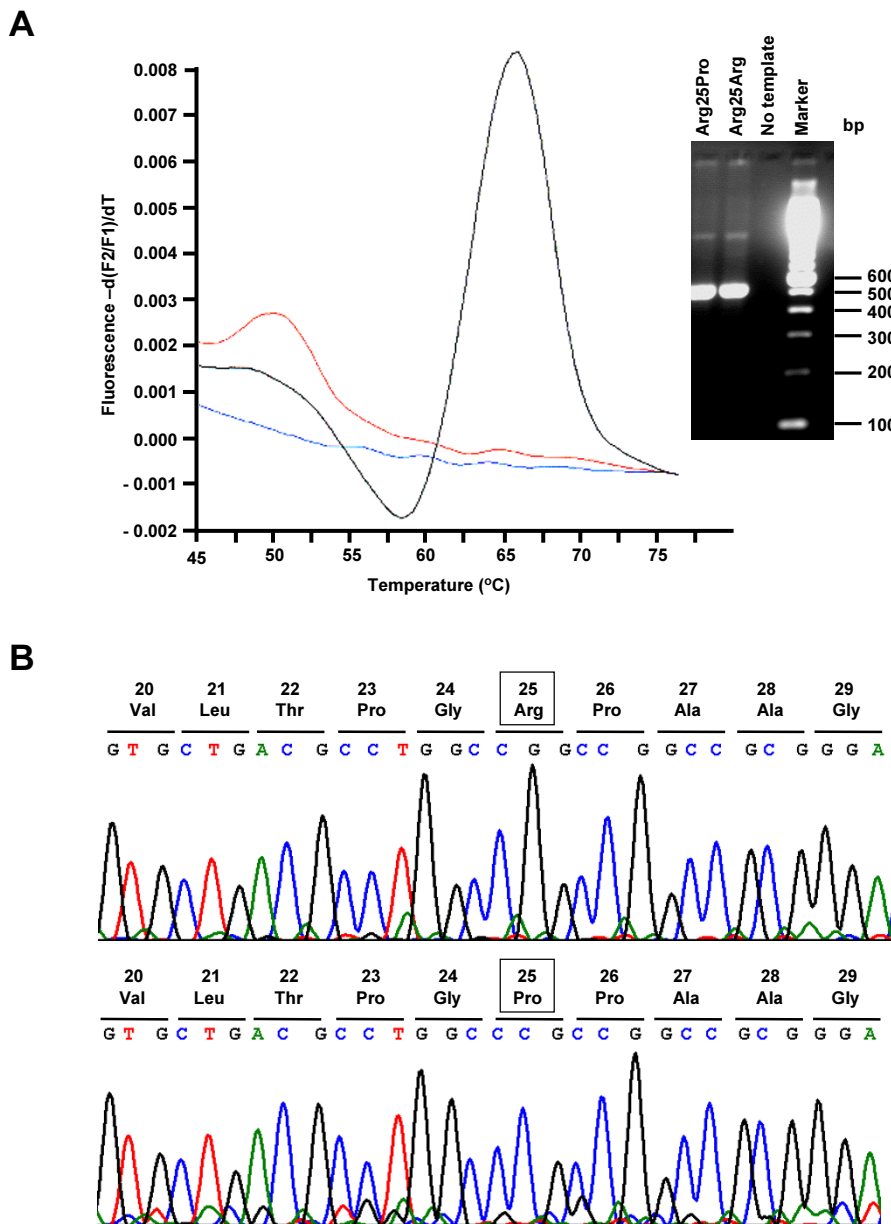 A
0.008
0.007
0.006
0.005
0.004
0.003
0.002
0.001
0.000
- 0.001
- 0.002
Fluorescence –d(F2/F1)/dT
45 50 55 60 65 70 75
Temperature (ºC)
Arg25Pro
Arg25Arg
No template
Marker
bp
600
500
400
300
200
100
B
20 21 22 23 24 25 26 27 28 29
Val Leu Thr Pro Gly Arg Pro Ala Ala Gly
G T G C T G A C G C C T G G C C G G C C G G C C G C G G G A
20 21 22 23 24 25 26 27 28 29
Val Leu Thr Pro Gly Pro Pro Ala Ala Gly
G T G C T G A C G C C T G G C C C G C C G G C C G C G G G A